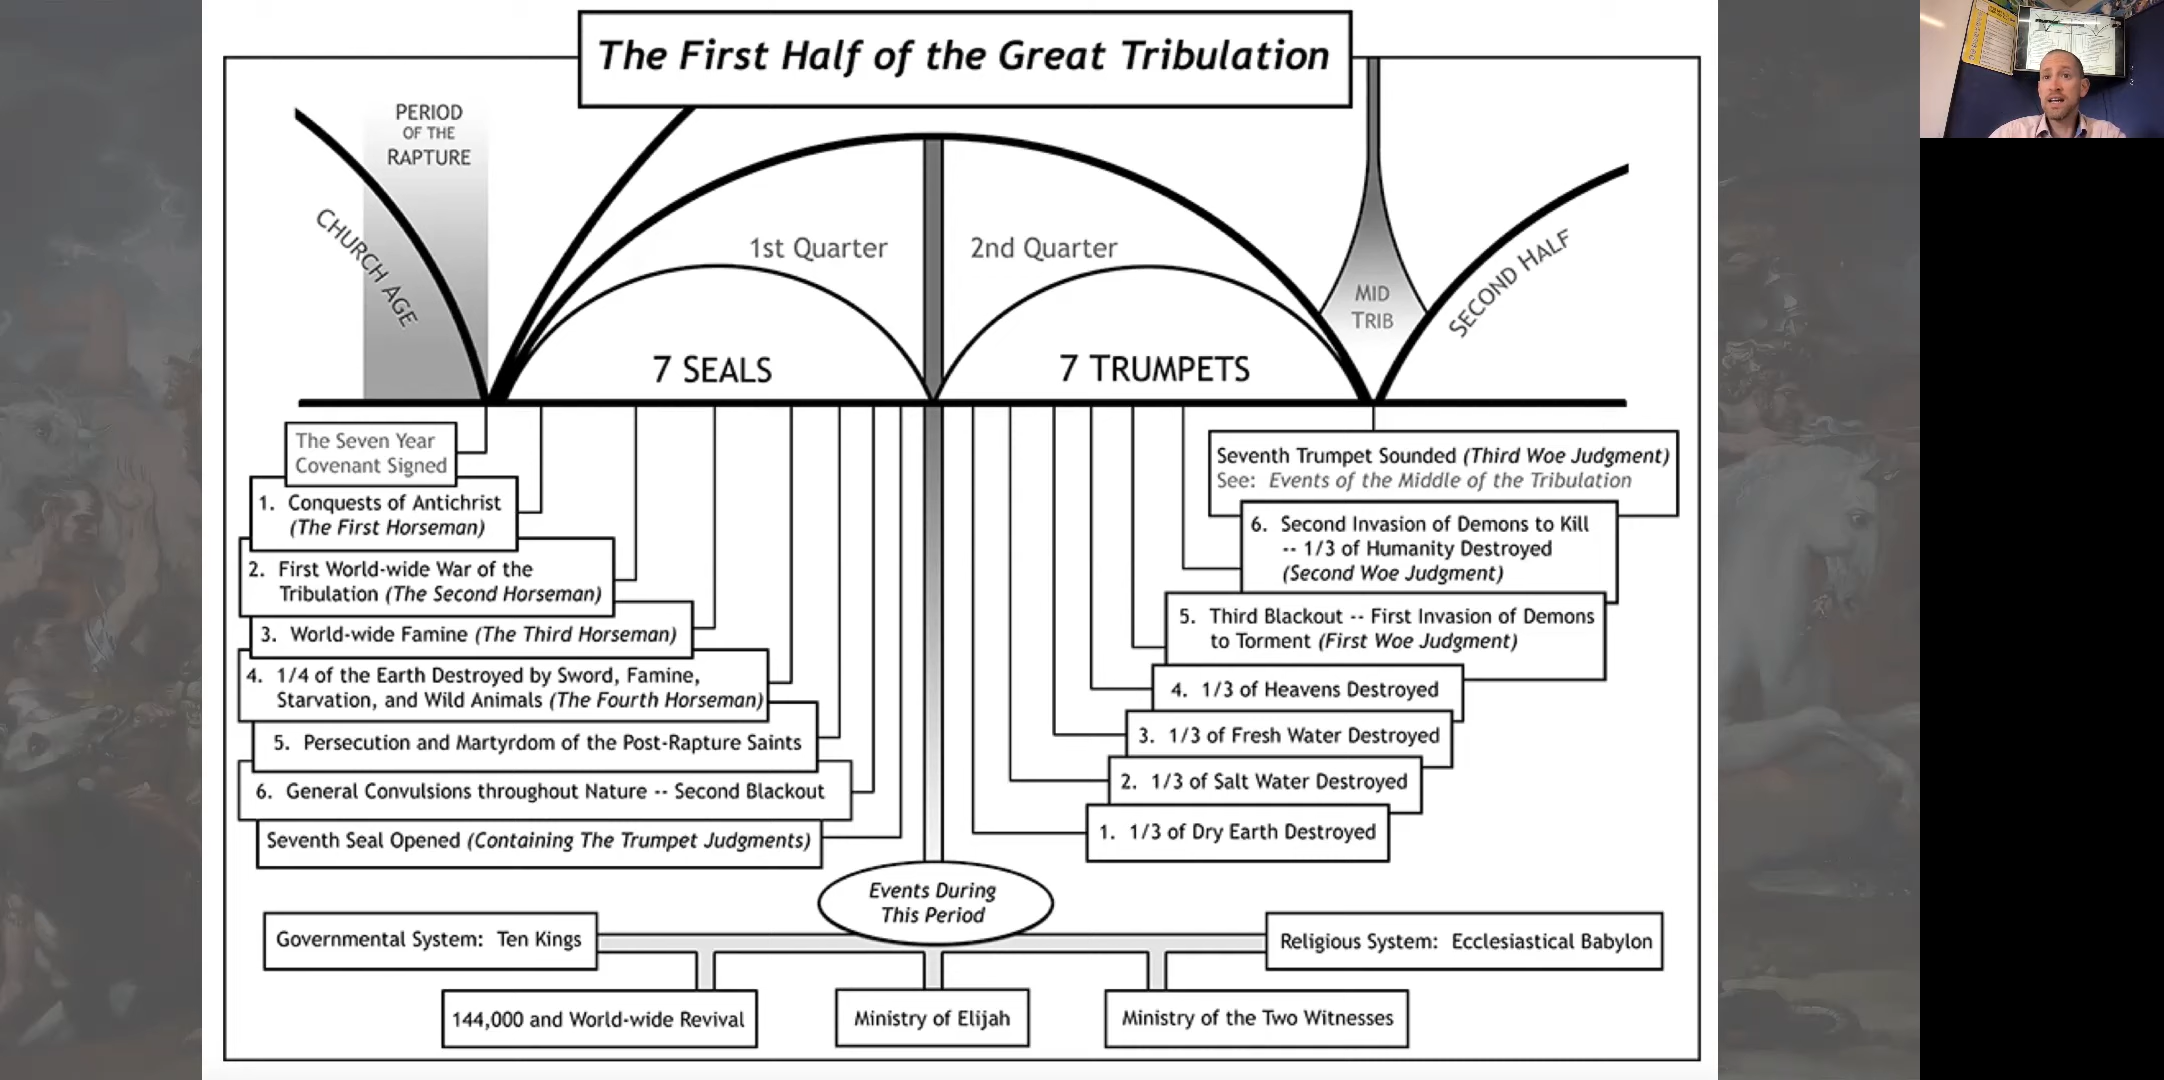 The First Half of the Great Tribulation
PERIOD
OF THE
RAPTURE
CHURCH AGE
1st Quarter
2nd Quarter
MID
TRIB
SECOND HALF
7 SEALS
7 TRUMPETS
The Seven Year
Covenant Signed
1. Conquests of Antichrist
(The First Horseman)
2. First World-wide War of the
Tribulation (The Second Horseman)
3. World-wide Famine (The Third Horseman)
4. 1/4 of the Earth Destroyed by Sword, Famine,
Starvation, and Wild Animals (The Fourth Horseman)
5. Persecution and Martyrdom of the Post-Rapture Saints
6. General Convulsions throughout Nature -- Second Blackout
Seventh Seal Opened (Containing The Trumpet Judgments)
Seventh Trumpet Sounded (Third Woe Judgment)
See: Events of the Middle of the Tribulation
6. Second Invasion of Demons to Kill
-- 1/3 of Humanity Destroyed
(Second Woe Judgment)
5. Third Blackout -- First Invasion of Demons
to Torment (First Woe Judgment)
4. 1/3 of Heavens Destroyed
3. 1/3 of Fresh Water Destroyed
2. 1/3 of Salt Water Destroyed
1. 1/3 of Dry Earth Destroyed
Events During
This Period
Governmental System: Ten Kings
Religious System: Ecclesiastical Babylon
144,000 and World-wide Revival
Ministry of Elijah
Ministry of the Two Witnesses